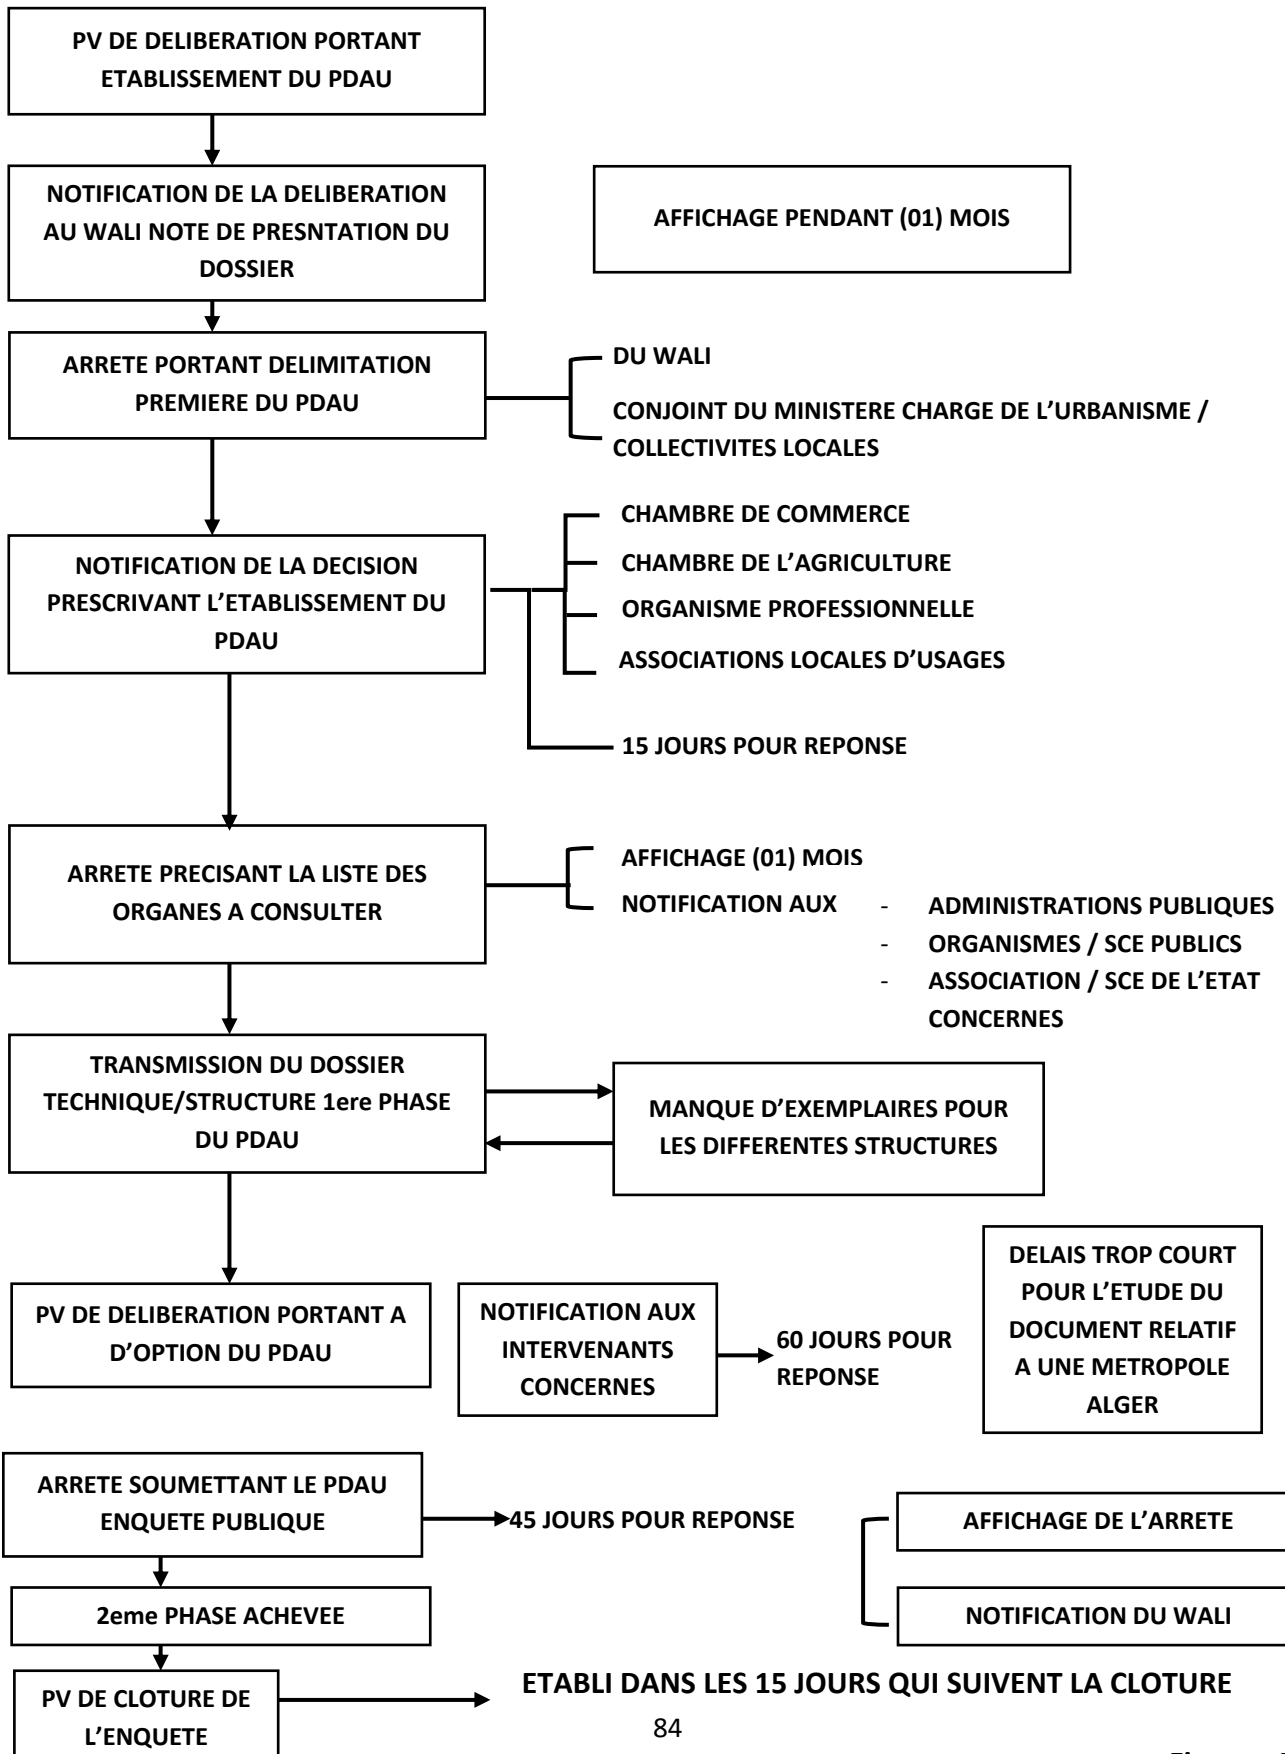 PV DE DELIBERATION PORTANT
ETABLISSEMENT DU PDAU
NOTIFICATION DE LA DELIBERATION
AU WALI NOTE DE PRESNTATION DU
DOSSIER
AFFICHAGE PENDANT (01) MOIS
ARRETE PORTANT DELIMITATION
PREMIERE DU PDAU
DU WALI
CONJOINT DU MINISTERE CHARGE DE L’URBANISME /
COLLECTIVITES LOCALES
NOTIFICATION DE LA DECISION
PRESCRIVANT L’ETABLISSEMENT DU
PDAU
CHAMBRE DE COMMERCE
CHAMBRE DE L’AGRICULTURE
ORGANISME PROFESSIONNELLE
ASSOCIATIONS LOCALES D’USAGES
15 JOURS POUR REPONSE
ARRETE PRECISANT LA LISTE DES
ORGANES A CONSULTER
AFFICHAGE (01) MOIS
NOTIFICATION AUX
- ADMINISTRATIONS PUBLIQUES
- ORGANISMES / SCE PUBLICS
- ASSOCIATION / SCE DE L’ETAT
CONCERNES
TRANSMISSION DU DOSSIER
TECHNIQUE/STRUCTURE 1ere PHASE
DU PDAU
MANQUE D’EXEMPLAIRES POUR
LES DIFFERENTES STRUCTURES
PV DE DELIBERATION PORTANT A
D’OPTION DU PDAU
NOTIFICATION AUX
INTERVENANTS
CONCERNES
60 JOURS POUR
REPONSE
DELAIS TROP COURT
POUR L’ETUDE DU
DOCUMENT RELATIF
A UNE METROPOLE
ALGER
ARRETE SOUMETTANT LE PDAU
ENQUETE PUBLIQUE
45 JOURS POUR REPONSE
AFFICHAGE DE L’ARRETE
NOTIFICATION DU WALI
2eme PHASE ACHEVEE
PV DE CLOTURE DE
L’ENQUETE
ETABLI DANS LES 15 JOURS QUI SUIVENT LA CLOTURE
84